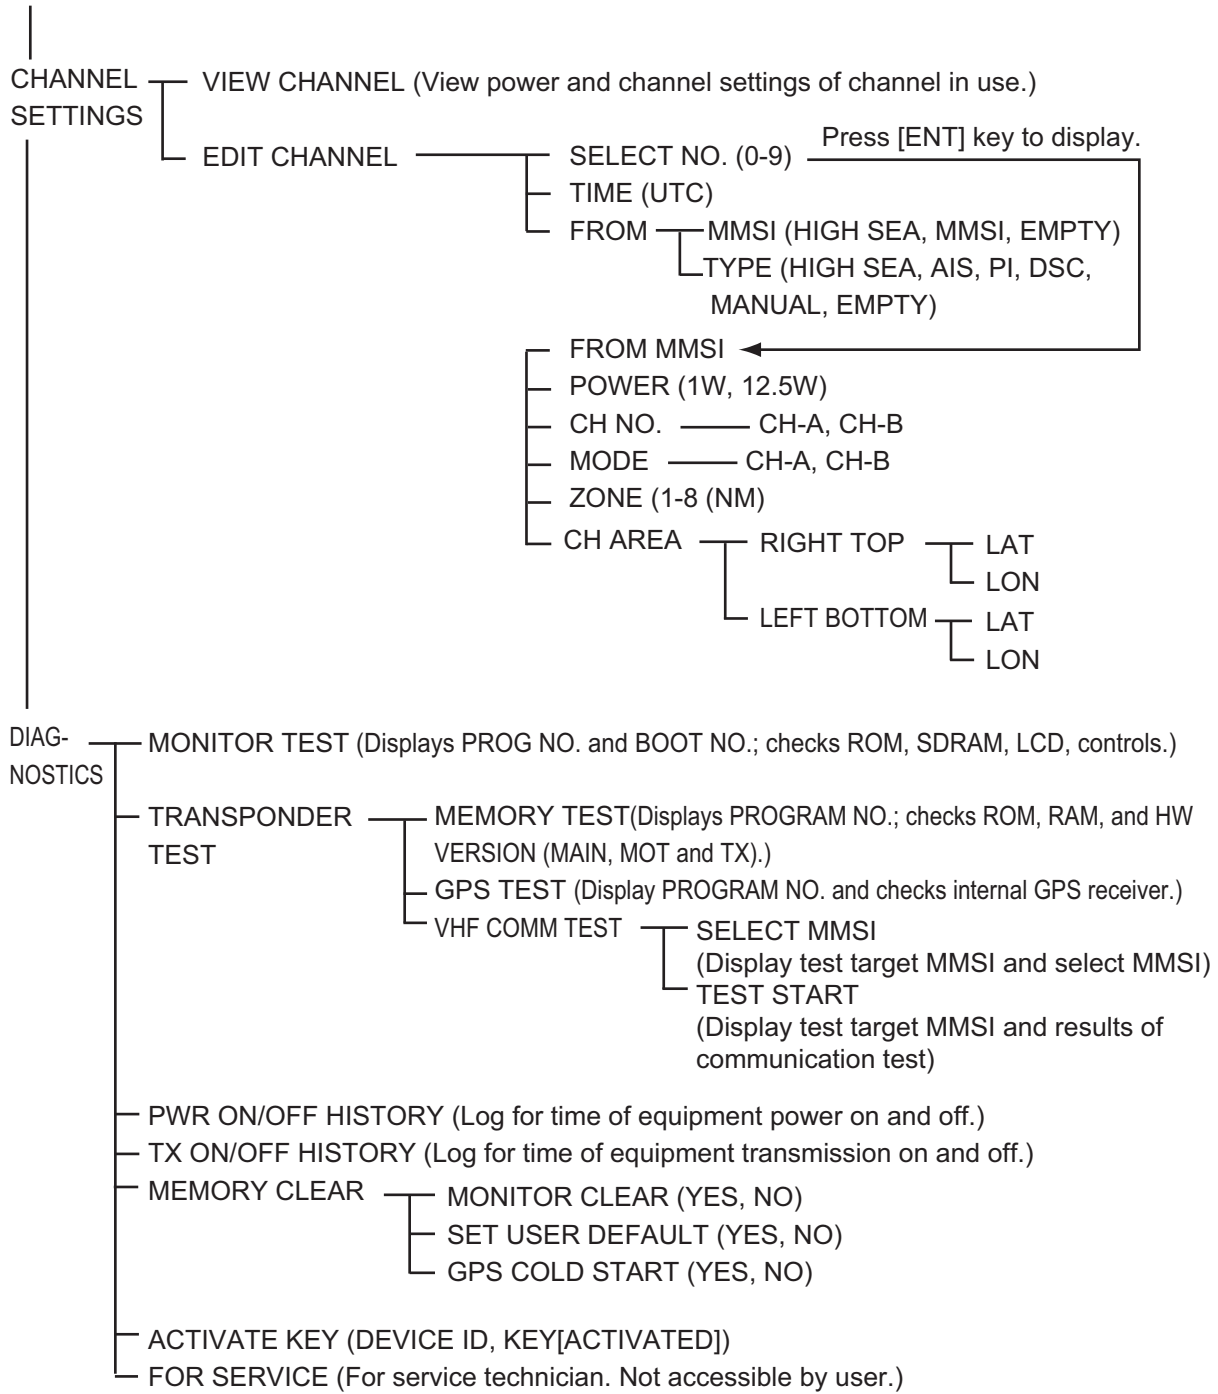 CHANNEL SETTINGS
VIEW CHANNEL (View power and channel settings of channel in use.)
EDIT CHANNEL
SELECT NO. (0-9)
Press [ENT] key to display.
TIME (UTC)
FROM
MMSI (HIGH SEA, MMSI, EMPTY)
TYPE (HIGH SEA, AIS, PI, DSC,
MANUAL, EMPTY)
FROM MMSI
POWER (1W, 12.5W)
CH NO.
CH-A, CH-B
MODE
CH-A, CH-B
ZONE (1-8 (NM)
CH AREA
RIGHT TOP
LAT
LON
LEFT BOTTOM
LAT
LON
DIAG-
NOSTICS
MONITOR TEST (Displays PROG NO. and BOOT NO.; checks ROM, SDRAM, LCD, controls.)
TRANSPONDER
TEST
MEMORY TEST(Displays PROGRAM NO.; checks ROM, RAM, and HW
VERSION (MAIN, MOT and TX).)
GPS TEST (Display PROGRAM NO. and checks internal GPS receiver.)
VHF COMM TEST
SELECT MMSI
(Display test target MMSI and select MMSI)
TEST START
(Display test target MMSI and results of
communication test)
PWR ON/OFF HISTORY (Log for time of equipment power on and off.)
TX ON/OFF HISTORY (Log for time of equipment transmission on and off.)
MEMORY CLEAR
MONITOR CLEAR (YES, NO)
SET USER DEFAULT (YES, NO)
GPS COLD START (YES, NO)
ACTIVATE KEY (DEVICE ID, KEY[ACTIVATED])
FOR SERVICE (For service technician. Not accessible by user.)